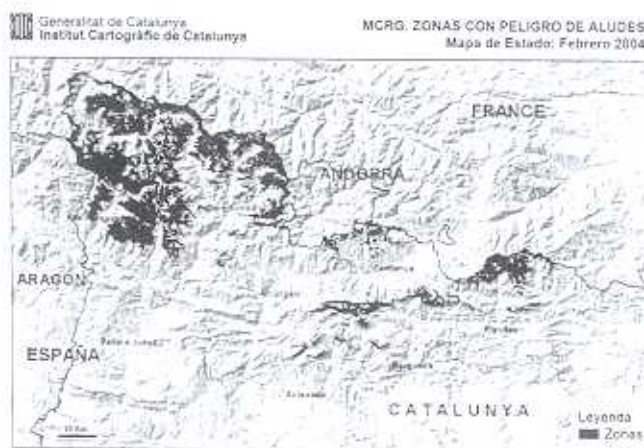 Generalitat de Catalunya
Institut Cartogràfic de Catalunya
MCRG. ZONAS CON PELIGRO DE ALUDES
Mapa de Estado: Febrero 2004
FRANCE
ANDORRA
ARAGON
ESPAÑA
CATALUNYA
Leyenda
Zonas